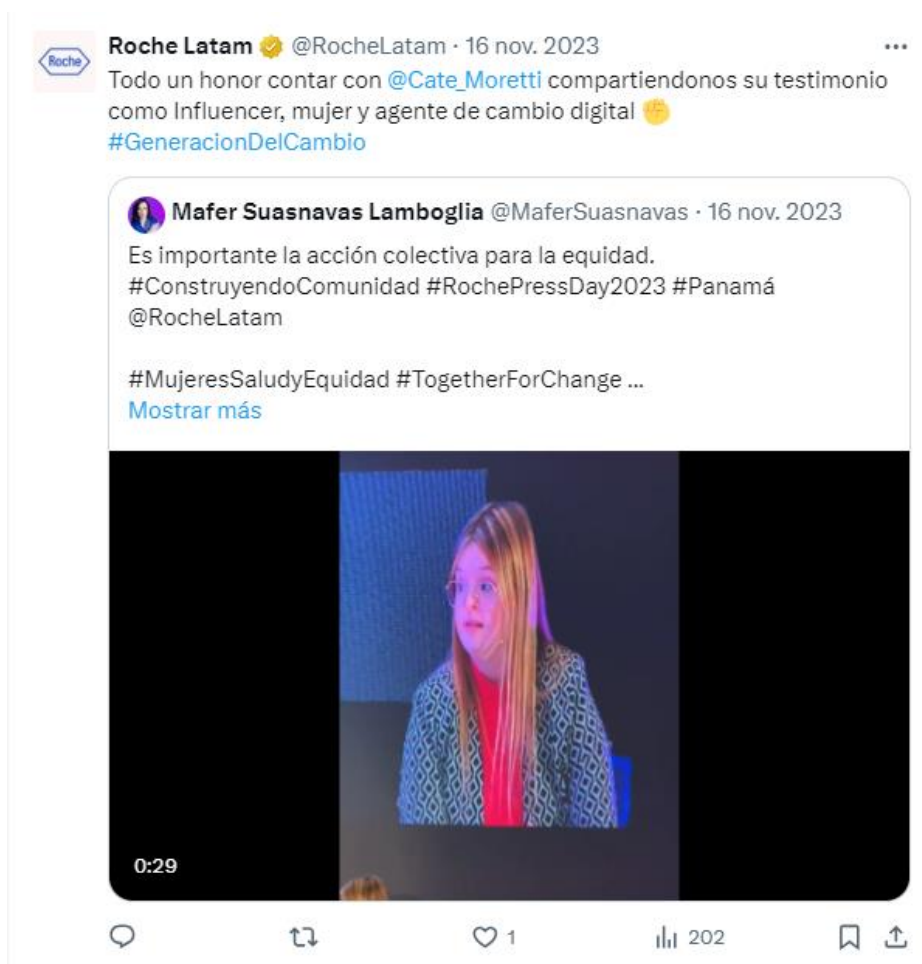 Roche
Roche Latam @RocheLatam · 16 nov. 2023
Todo un honor contar con @Cate_Moretti compartiendonos su testimonio
como Influencer, mujer y agente de cambio digital
#GeneracionDelCambio
Mafer Suasnavas Lamboglia @MaferSuasnavas · 16 nov. 2023
Es importante la acción colectiva para la equidad.
#ConstruyendoComunidad #RochePressDay2023 #Panamá
@RocheLatam
#MujeresSaludyEquidad #TogetherForChange ...
Mostrar más
0:29
1
202